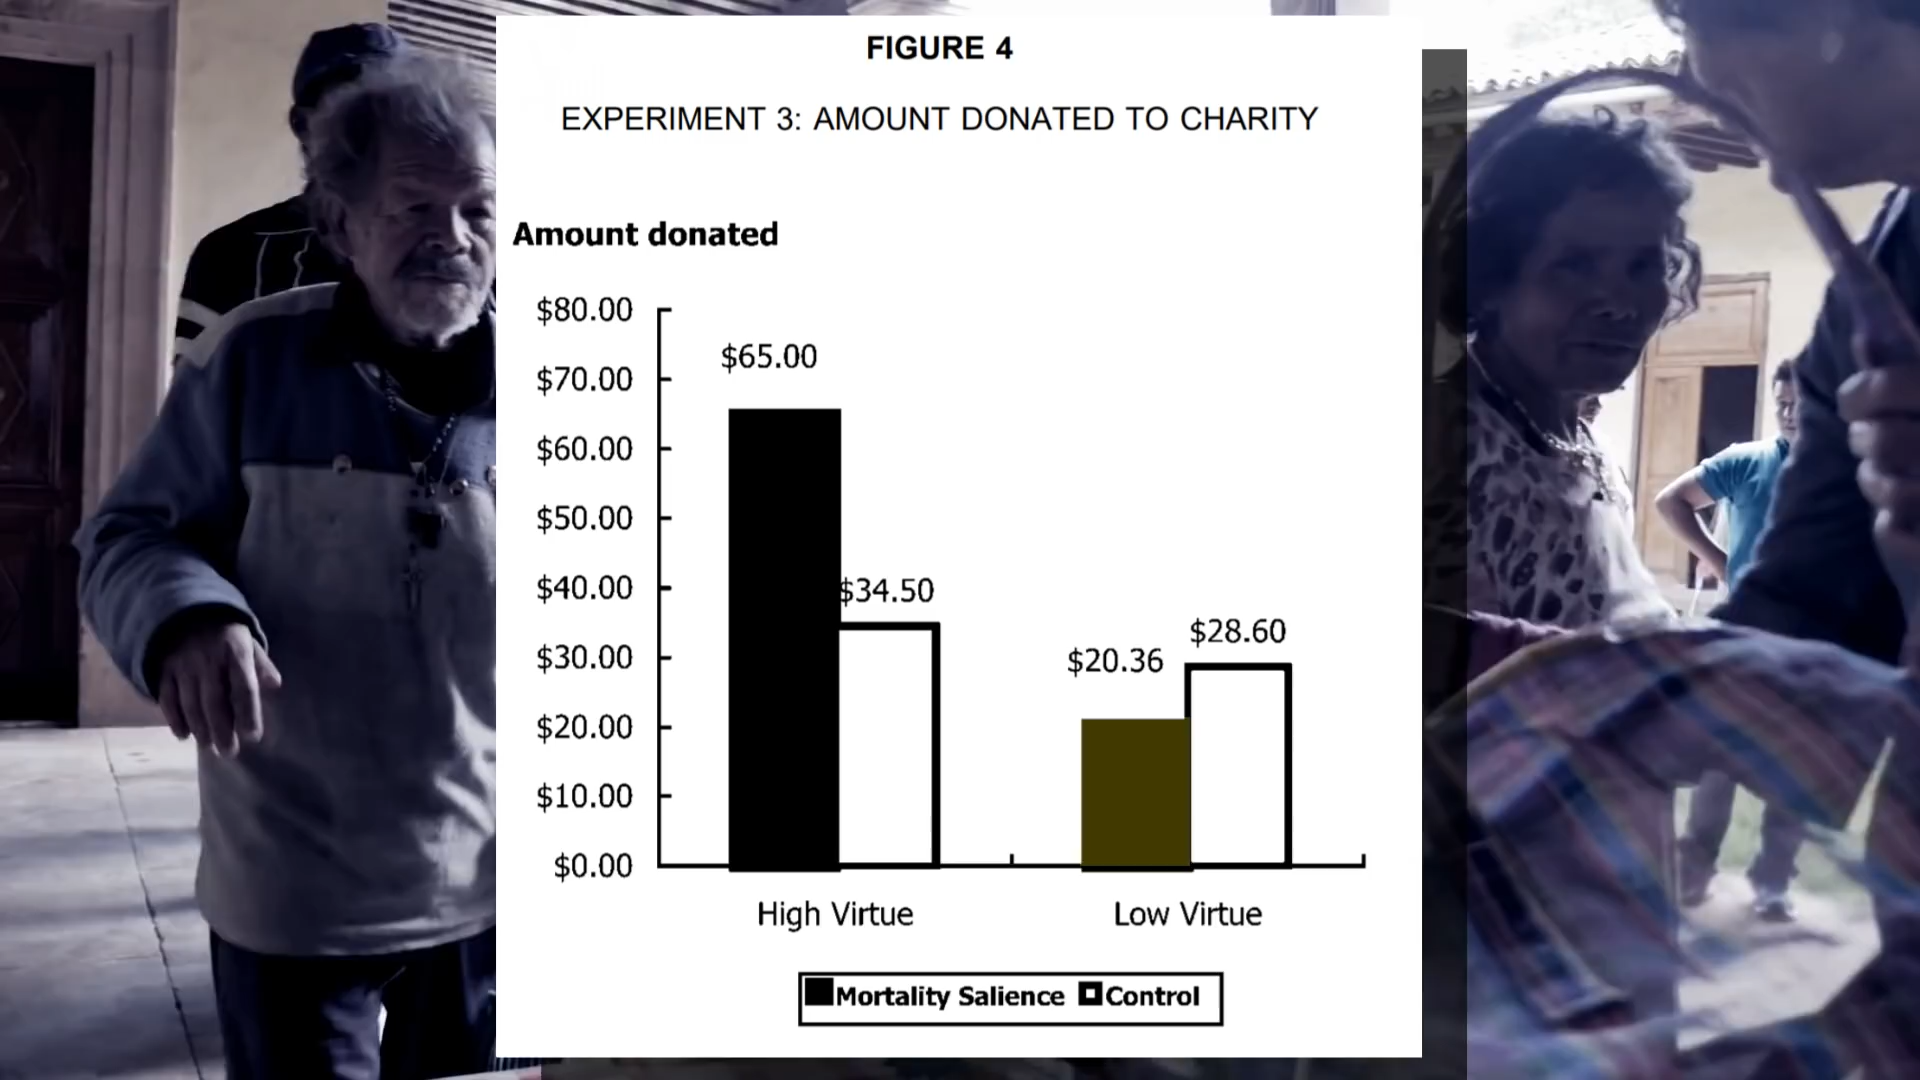 FIGURE 4
EXPERIMENT 3: AMOUNT DONATED TO CHARITY
Amount donated
$80.00
$70.00
$60.00
$50.00
$40.00
$30.00
$20.00
$10.00
$0.00
$65.00
$34.50
$20.36
$28.60
High Virtue
Low Virtue
Mortality Salience Control